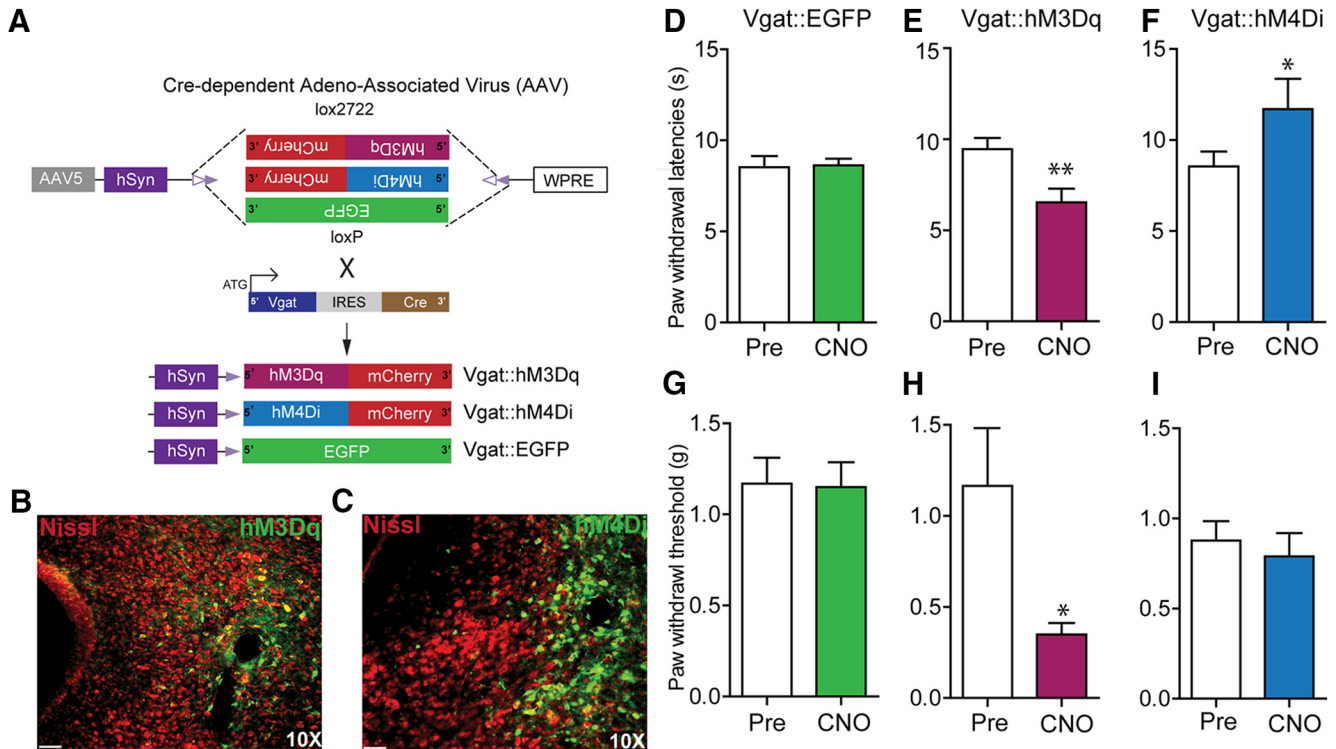 A
Cre-dependent Adeno-Associated Virus (AAV)
lox2722
3' mCherry hM3Dq 5'
AAV5 hSyn 3' mCherry hM4Di 5' WPRE
3' EGFP 5'
loxP
X
ATG
5' Vgat IRES Cre 3'
hSyn 5' hM3Dq mCherry 3' Vgat::hM3Dq
hSyn 5' hM4Di mCherry 3' Vgat::hM4Di
hSyn 5' EGFP 3' Vgat::EGFP
B
Nissl hM3Dq
10X
C
Nissl hM4Di
10X
D Vgat::EGFP
Paw withdrawal latencies (s)
15
10
5
0
Pre CNO
E Vgat::hM3Dq
15
10
5
0
**
Pre CNO
F Vgat::hM4Di
15
10
5
0
*
Pre CNO
G
Paw withdrawl threshold (g)
1.5
1.0
0.5
0.0
Pre CNO
H
1.5
1.0
0.5
0.0
*
Pre CNO
I
1.5
1.0
0.5
0.0
Pre CNO